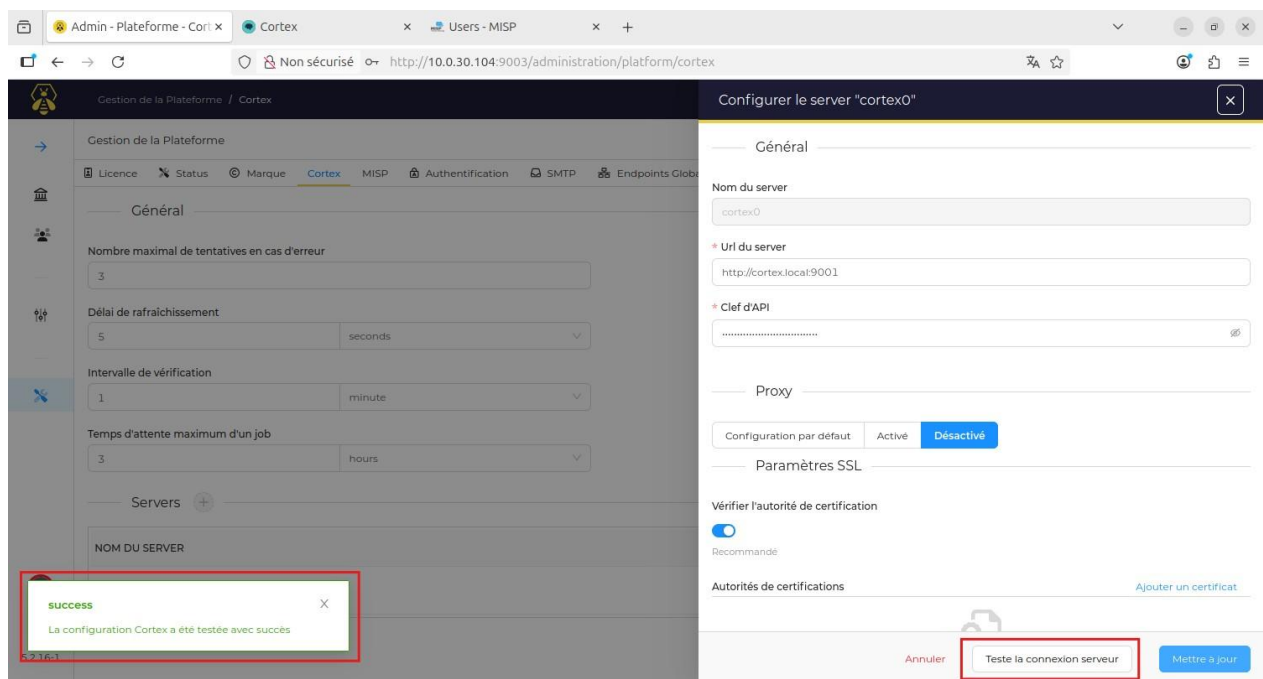 Admin - Plateforme - Cort
Cortex
Users - MISP
Non sécurisé http://10.0.30.104:9003/administration/platform/cortex
Gestion de la Plateforme / Cortex
Gestion de la Plateforme
Licence Status Marque Cortex MISP Authentification SMTP Endpoints Globa
Général
Nombre maximal de tentatives en cas d'erreur
3
Délai de rafraîchissement
5 seconds
Intervalle de vérification
1 minute
Temps d'attente maximum d'un job
3 hours
Servers
NOM DU SERVER
success
La configuration Cortex a été testée avec succès
5.2.16-1
Configurer le server "cortex0"
Général
Nom du server
cortex0
* Url du server
http://cortex.local:9001
* Clef d'API
Proxy
Configuration par défaut Activé Désactivé
Paramètres SSL
Vérifier l'autorité de certification
Recommandé
Autorités de certifications Ajouter un certificat
Annuler Teste la connexion serveur Mettre à jour